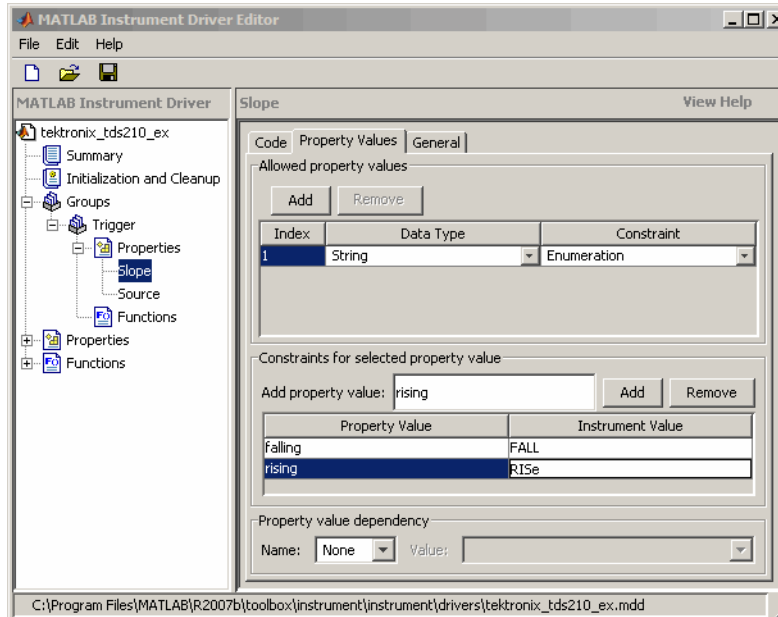 MATLAB Instrument Driver Editor
File Edit Help
MATLAB Instrument Driver
tektronix_tds210_ex
Summary
Initialization and Cleanup
Groups
Trigger
Properties
Slope
Source
Functions
Properties
Functions
Slope View Help
Code Property Values General
Allowed property values
Add Remove
Index Data Type Constraint
1 String Enumeration
Constraints for selected property value
Add property value: rising Add Remove
Property Value Instrument Value
falling FALL
rising RISe
Property value dependency
Name: None Value:
C:\Program Files\MATLAB\R2007b\toolbox\instrument\instrument\drivers\tektronix_tds210_ex.mdd